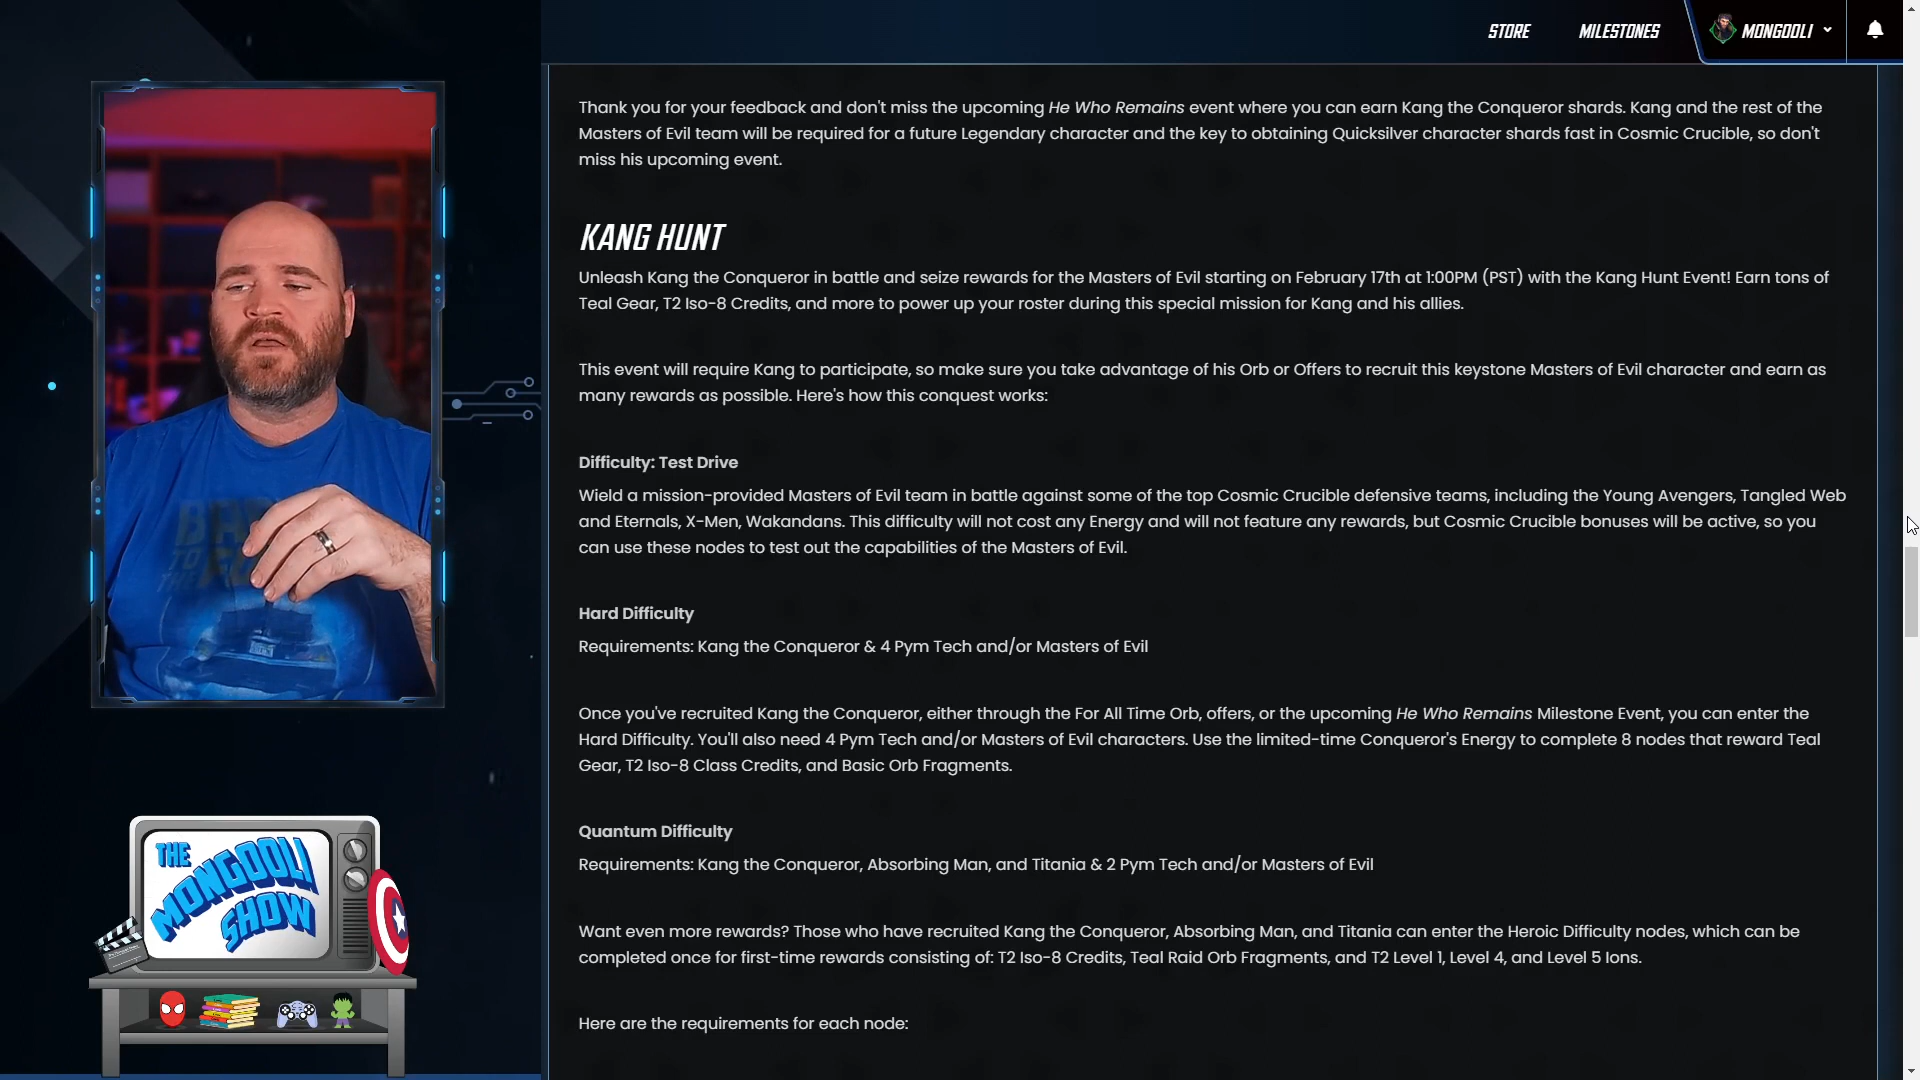 STORE
MILESTONES
MONGOOLI
Thank you for your feedback and don't miss the upcoming He Who Remains event where you can earn Kang the Conqueror shards. Kang and the rest of the
Masters of Evil team will be required for a future Legendary character and the key to obtaining Quicksilver character shards fast in Cosmic Crucible, so don't
miss his upcoming event.
KANG HUNT
Unleash Kang the Conqueror in battle and seize rewards for the Masters of Evil starting on February 17th at 1:00PM (PST) with the Kang Hunt Event! Earn tons of
Teal Gear, T2 Iso-8 Credits, and more to power up your roster during this special mission for Kang and his allies.
This event will require Kang to participate, so make sure you take advantage of his Orb or Offers to recruit this keystone Masters of Evil character and earn as
many rewards as possible. Here's how this conquest works:
Difficulty: Test Drive
Wield a mission-provided Masters of Evil team in battle against some of the top Cosmic Crucible defensive teams, including the Young Avengers, Tangled Web
and Eternals, X-Men, Wakandans. This difficulty will not cost any Energy and will not feature any rewards, but Cosmic Crucible bonuses will be active, so you
can use these nodes to test out the capabilities of the Masters of Evil.
Hard Difficulty
Requirements: Kang the Conqueror & 4 Pym Tech and/or Masters of Evil
Once you've recruited Kang the Conqueror, either through the For All Time Orb, offers, or the upcoming He Who Remains Milestone Event, you can enter the
Hard Difficulty. You'll also need 4 Pym Tech and/or Masters of Evil characters. Use the limited-time Conqueror's Energy to complete 8 nodes that reward Teal
Gear, T2 Iso-8 Class Credits, and Basic Orb Fragments.
Quantum Difficulty
Requirements: Kang the Conqueror, Absorbing Man, and Titania & 2 Pym Tech and/or Masters of Evil
Want even more rewards? Those who have recruited Kang the Conqueror, Absorbing Man, and Titania can enter the Heroic Difficulty nodes, which can be
completed once for first-time rewards consisting of: T2 Iso-8 Credits, Teal Raid Orb Fragments, and T2 Level 1, Level 4, and Level 5 Ions.
Here are the requirements for each node:
TO
THE
THE
MONGOOLI
SHOW